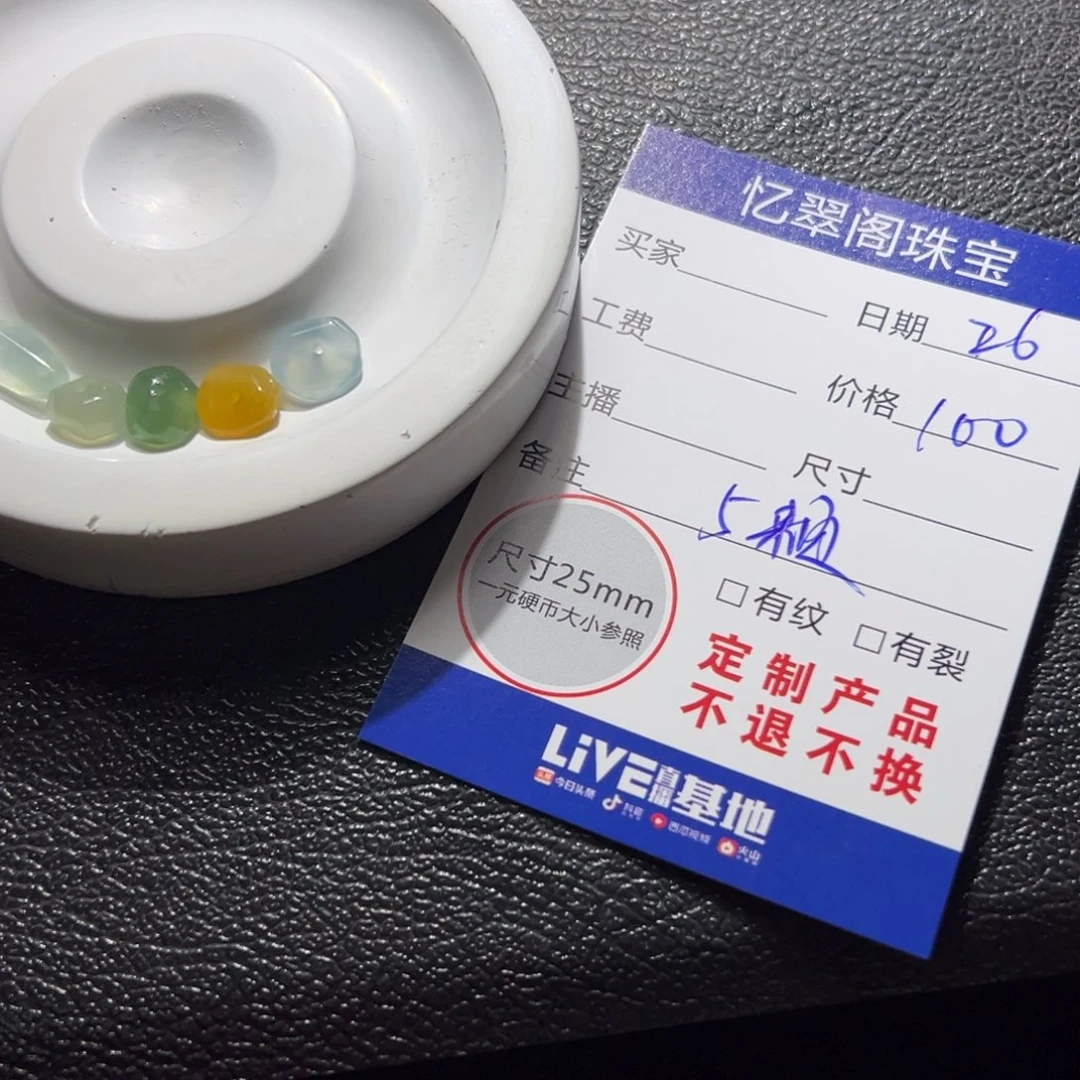 忆翠阁珠宝
买家 日期 26
工费 价格 100
主播 尺寸
备注 5颗
尺寸25mm
一元硬币大小参照
□有纹 □有裂
定制产品
不退不换
LiVE直播基地
今日头条 抖音 西瓜视频 火山